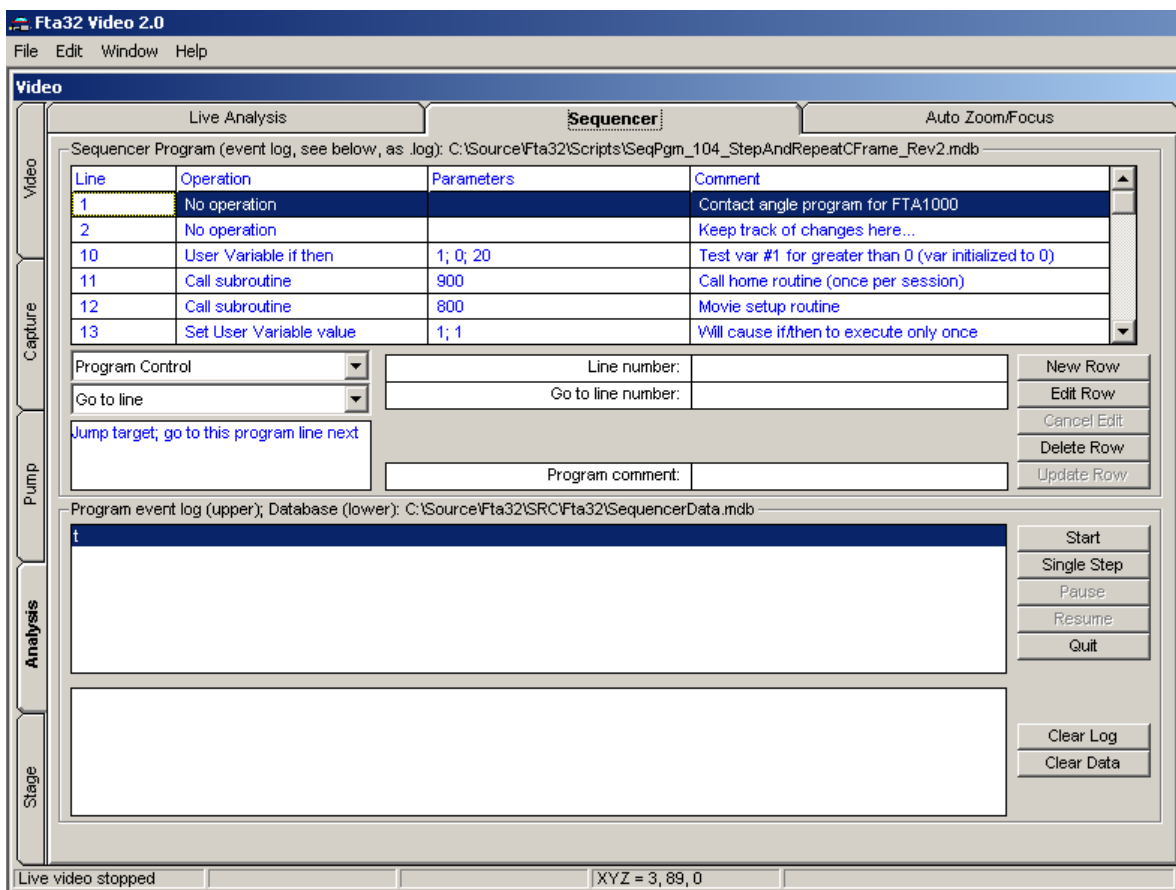 Fta32 Video 2.0
File Edit Window Help
Video
Live Analysis Sequencer Auto Zoom/Focus
Video
Capture
Pump
Analysis
Stage
Sequencer Program (event log, see below, as .log): C:\Source\Fta32\Scripts\SeqPgm_104_StepAndRepeatCFrame_Rev2.mdb
Line Operation Parameters Comment
1 No operation Contact angle program for FTA1000
2 No operation Keep track of changes here...
10 User Variable if then 1; 0; 20 Test var #1 for greater than 0 (var initialized to 0)
11 Call subroutine 900 Call home routine (once per session)
12 Call subroutine 800 Movie setup routine
13 Set User Variable value 1; 1 Will cause if/then to execute only once
Program Control Line number: New Row
Go to line Go to line number: Edit Row
Cancel Edit
Jump target; go to this program line next
Delete Row
Program comment: Update Row
Program event log (upper); Database (lower): C:\Source\Fta32\SRC\Fta32\SequencerData.mdb
t
Start
Single Step
Pause
Resume
Quit
Clear Log
Clear Data
Live video stopped XYZ = 3, 89, 0